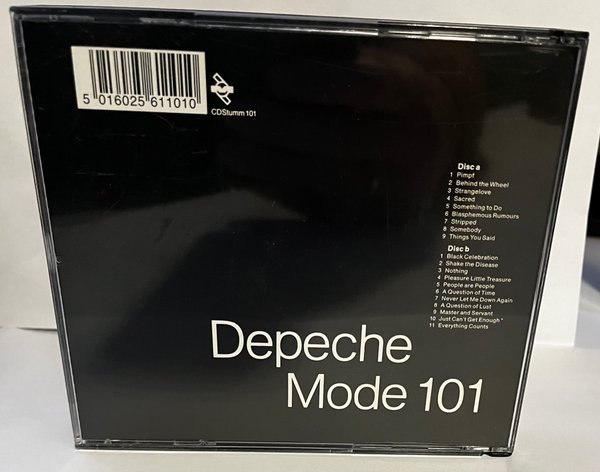 5 016025 611010
CDStumm 101
Disc a
1 Pimpf
2 Behind the Wheel
3 Strangelove
4 Sacred
5 Something to Do
6 Blasphemous Rumours
7 Stripped
8 Somebody
9 Things You Said
Disc b
1 Black Celebration
2 Shake the Disease
3 Nothing
4 Pleasure Little Treasure
5 People are People
6 A Question of Time
7 Never Let Me Down Again
8 A Question of Lust
9 Master and Servant
10 Just Can't Get Enough *
11 Everything Counts
Depeche
Mode 101